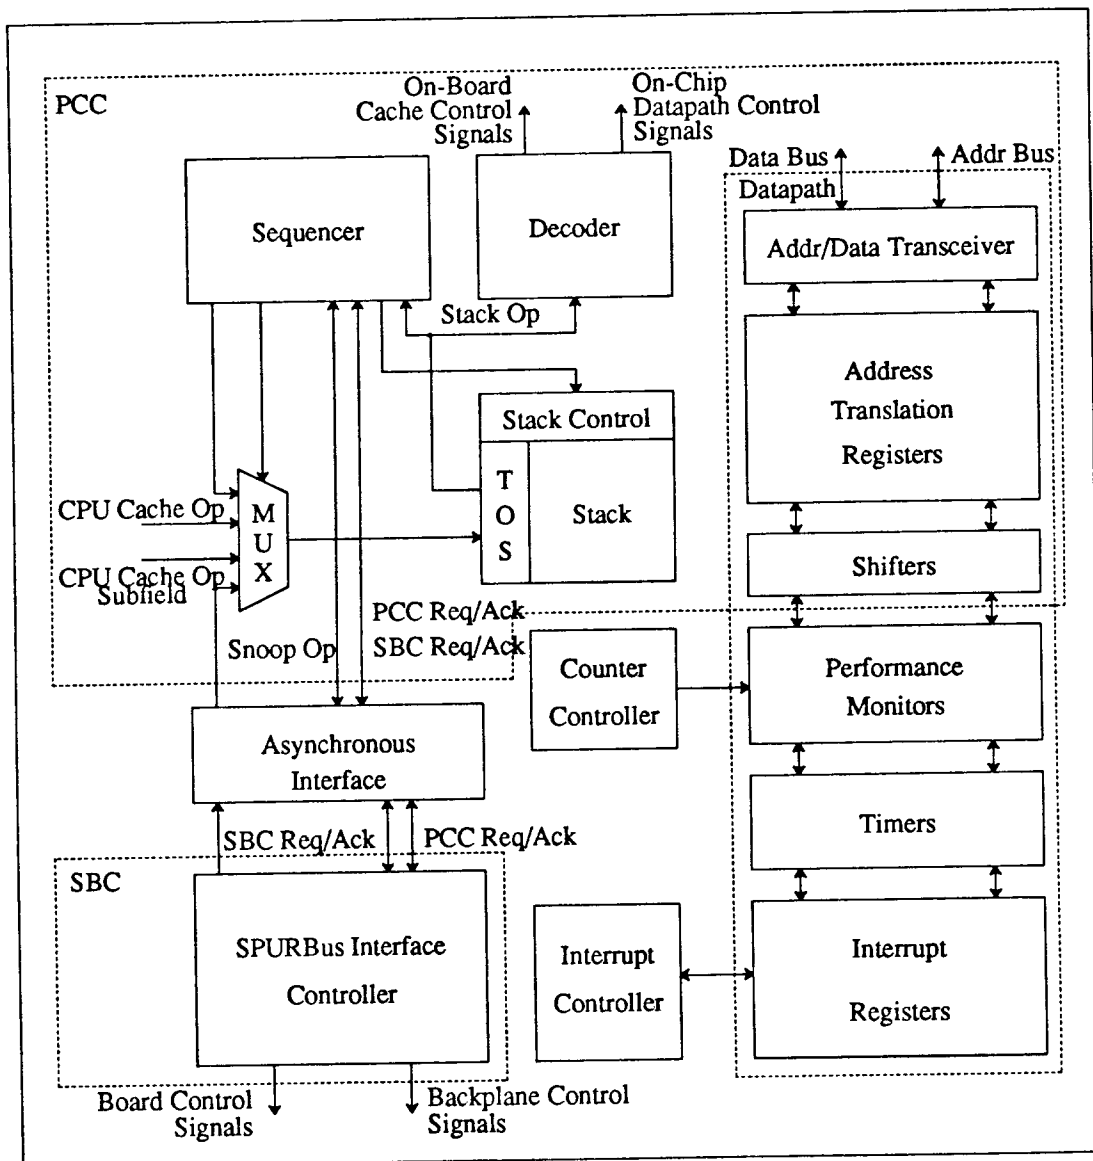 PCC
On-Board
Cache Control
Signals
On-Chip
Datapath Control
Signals
Data Bus
Addr Bus
Datapath
Sequencer
Decoder
Addr/Data Transceiver
Stack Op
Address
Translation
Registers
Stack Control
TOS
Stack
CPU Cache Op
MUX
CPU Cache Op
Subfield
Shifters
PCC Req/Ack
SBC Req/Ack
Snoop Op
Counter
Controller
Performance
Monitors
Asynchronous
Interface
Timers
SBC Req/Ack
PCC Req/Ack
SBC
SPURBus Interface
Controller
Interrupt
Controller
Interrupt
Registers
Board Control
Signals
Backplane Control
Signals